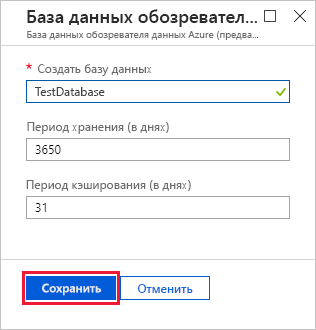 База данных обозревател...
База данных обозревателя данных Azure (предва...
* Создать базу данных
TestDatabase
Период хранения (в днях)
3650
Период кэширования (в днях)
31
Сохранить
Отменить